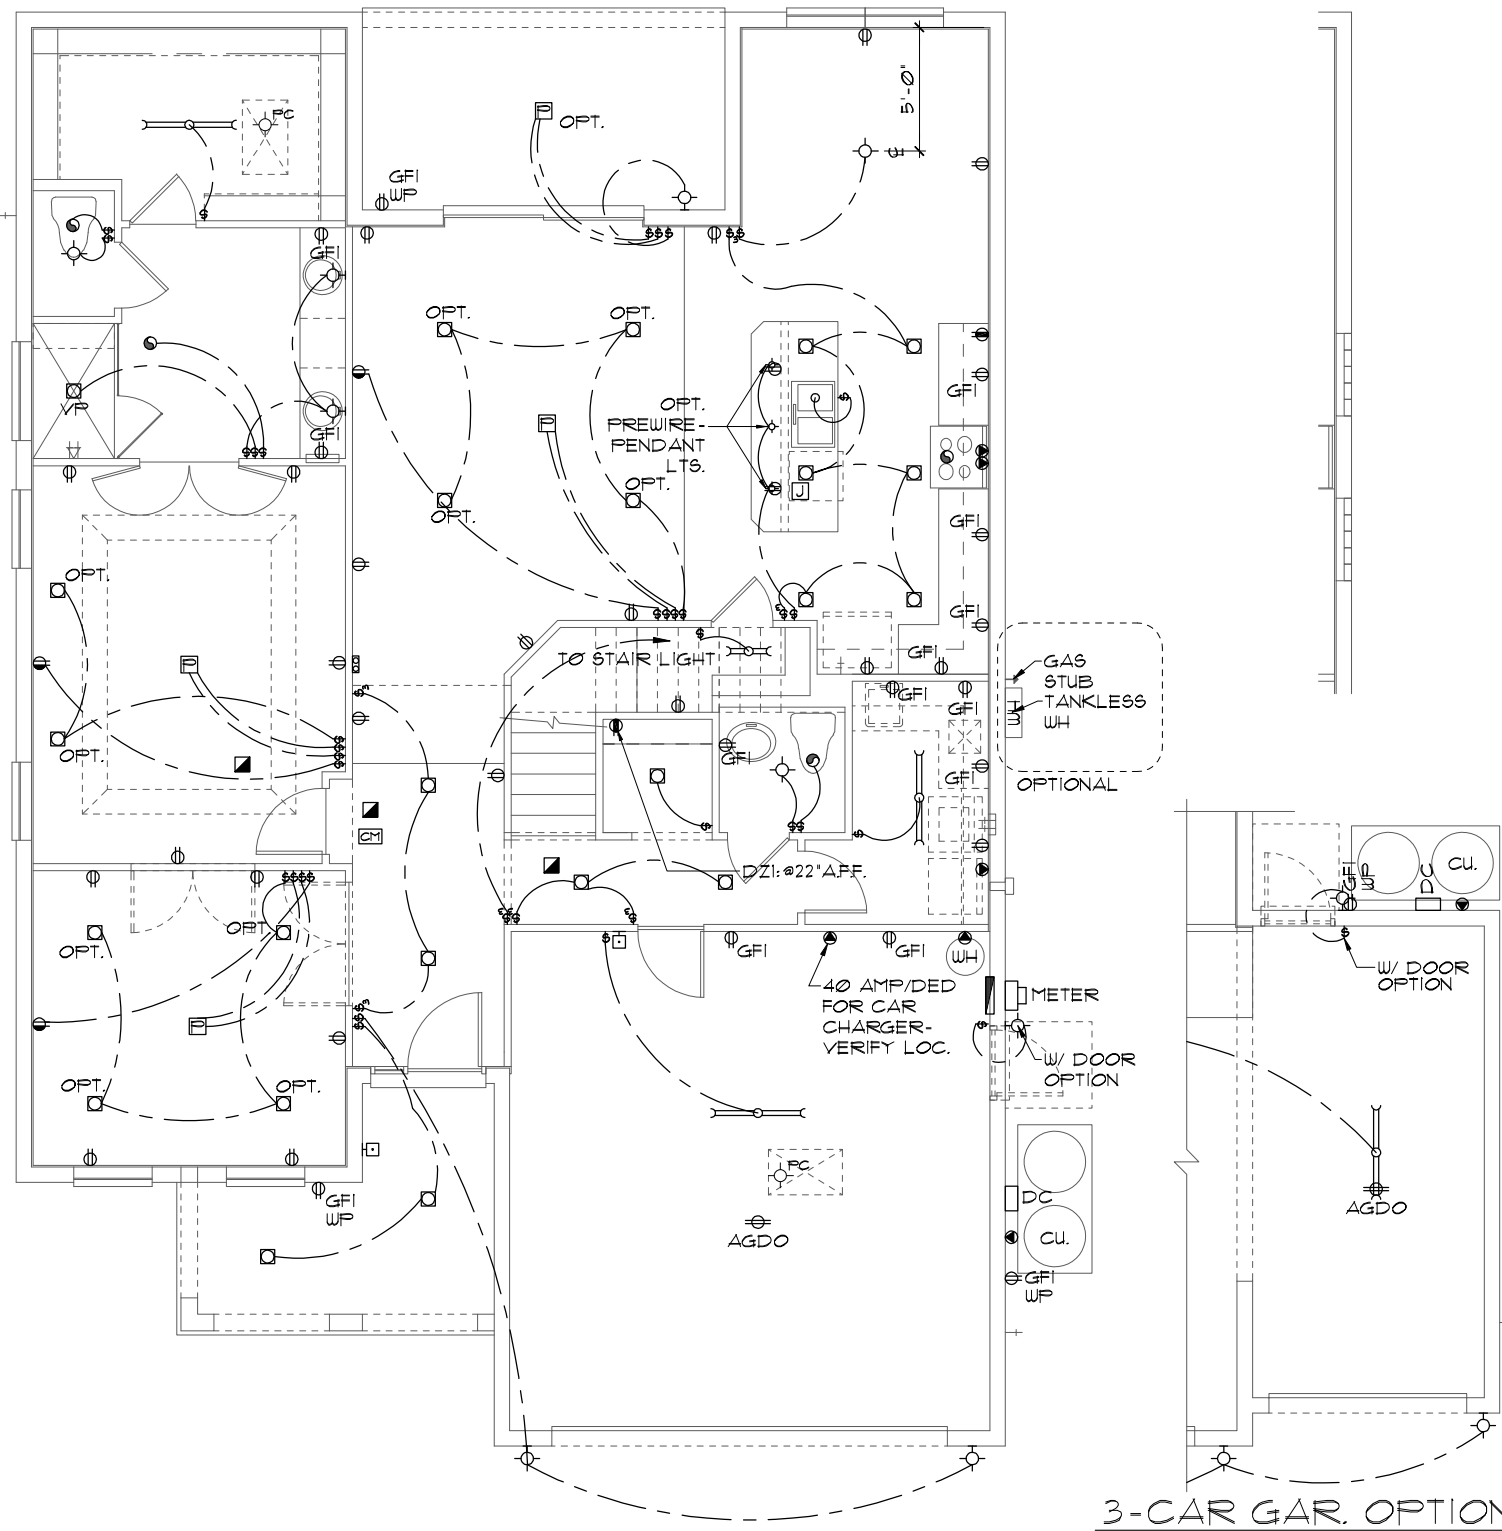 PC
P
OPT.
5'-0"
GFI
WP
GFI
OPT.
OPT.
VP
GFI
OPT.
PREWIRE-
PENDANT
LTS.
P
J
GFI
OPT.
OPT.
GFI
OPT.
GFI
TO STAIR LIGHT
GFI
P
OPT.
GFI
GFI
GAS
STUB
TANKLESS
WH
OPTIONAL
GFI
GFI
CM
DZ1: @22" A.F.F.
OPT.
OPT.
P
OPT.
OPT.
GFI
GFI
WH
40 AMP/DED
FOR CAR
CHARGER-
VERIFY LOC.
METER
W/ DOOR
OPTION
PC
AGDO
GFI
WP
DC
CU.
GFI
WP
GFI
WP
DC
CU.
W/ DOOR
OPTION
AGDO
3-CAR GAR. OPTION